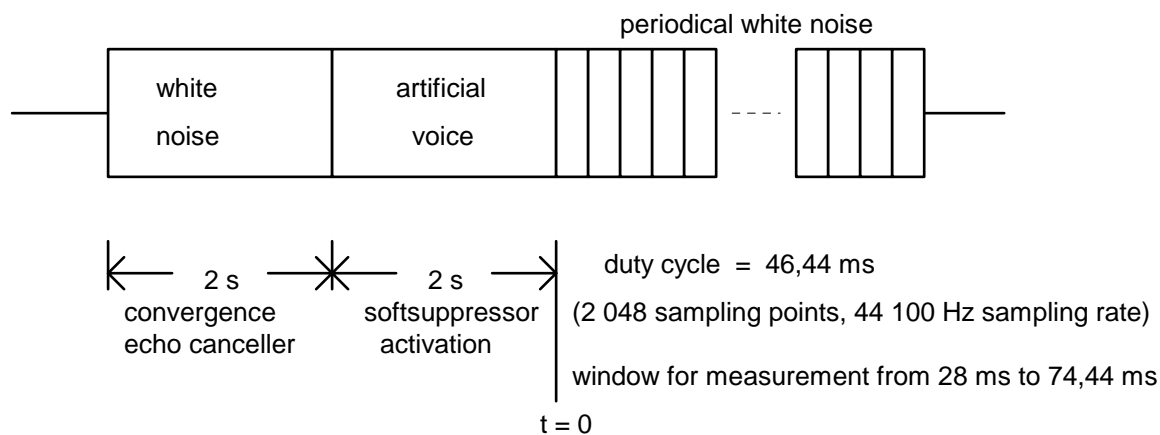 periodical white noise
white
noise
artificial
voice
2 s
convergence
echo canceller
2 s
softsuppressor
activation
duty cycle = 46,44 ms
(2 048 sampling points, 44 100 Hz sampling rate)
window for measurement from 28 ms to 74,44 ms
t = 0